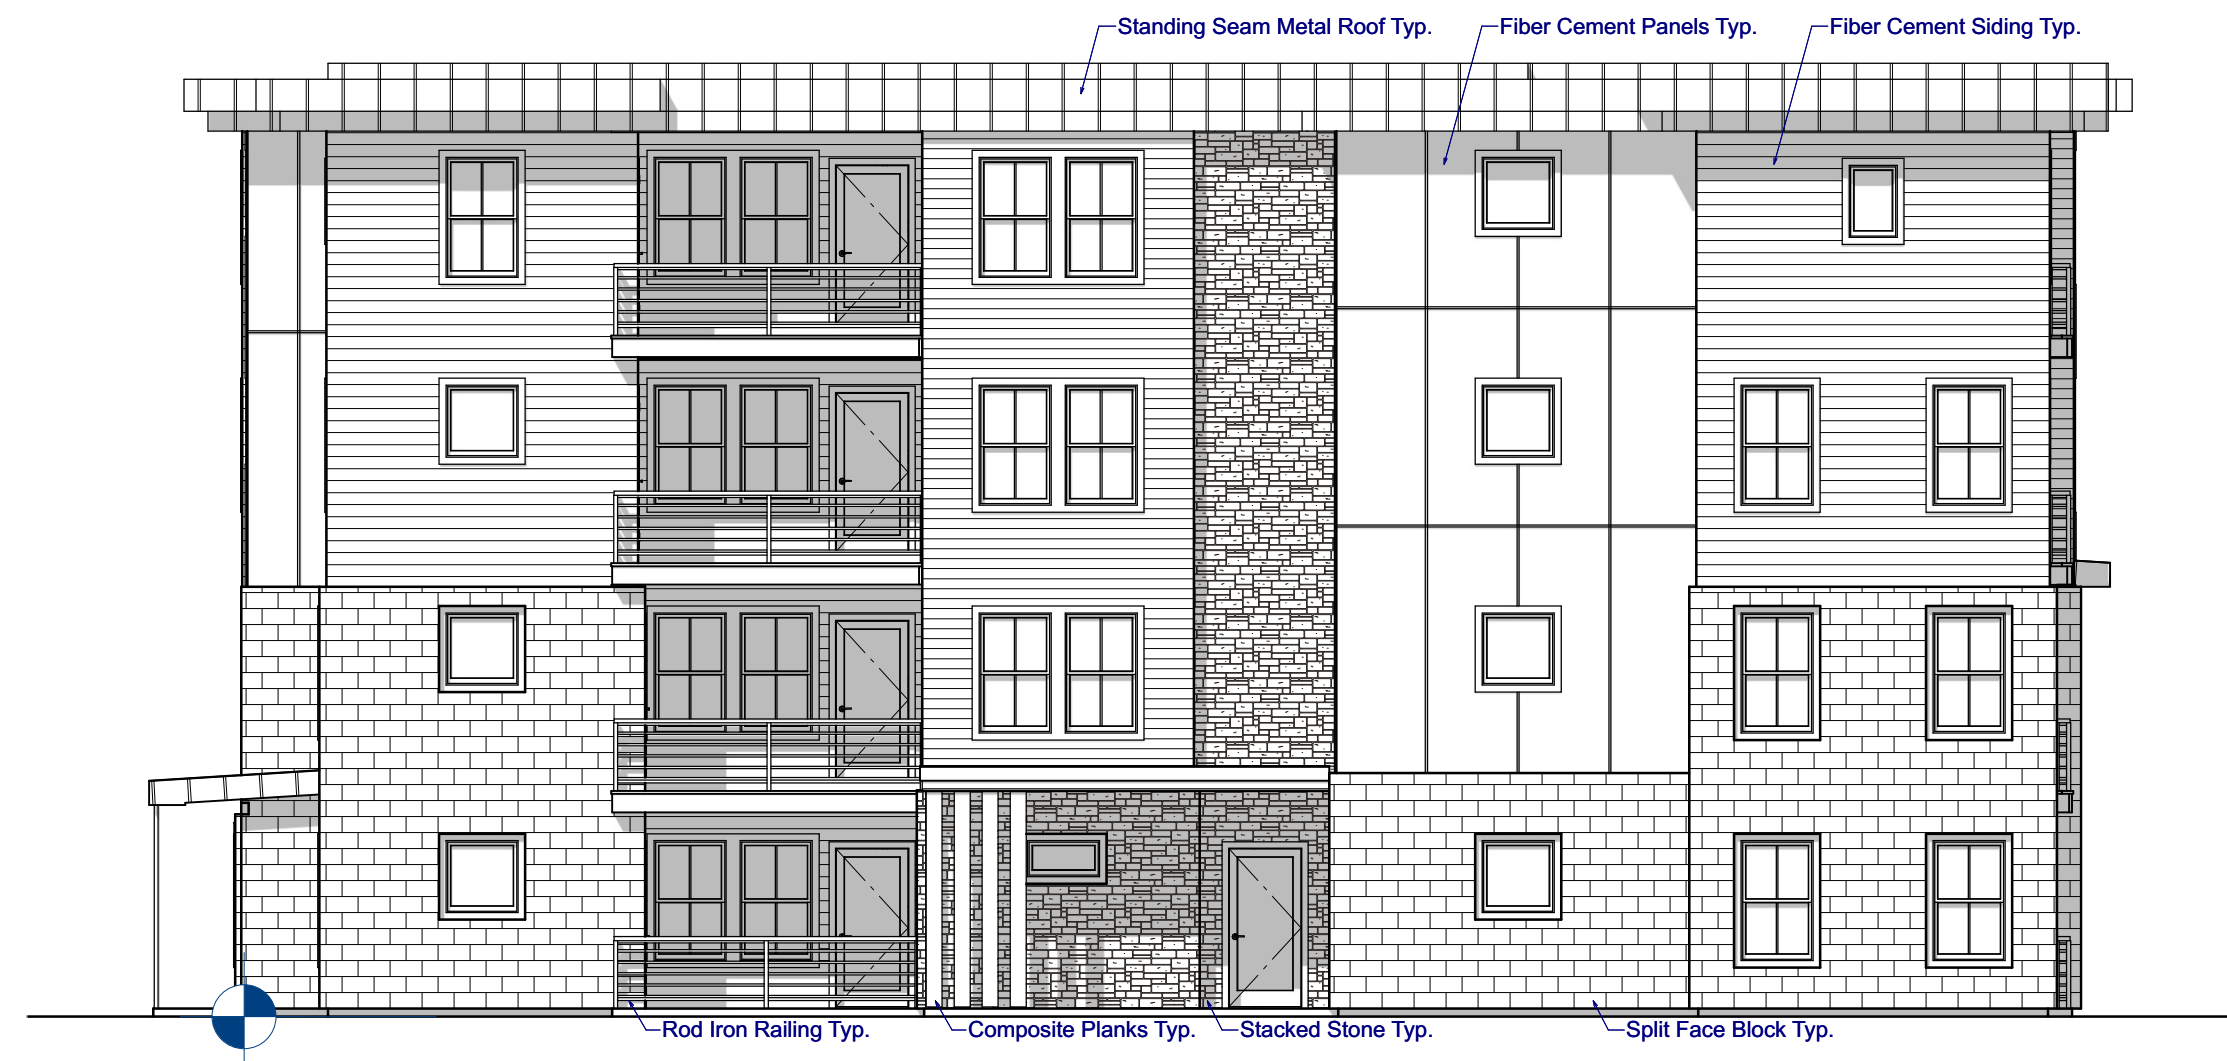 Standing Seam Metal Roof Typ.
Fiber Cement Panels Typ.
Fiber Cement Siding Typ.
Rod Iron Railing Typ.
Composite Planks Typ.
Stacked Stone Typ.
Split Face Block Typ.